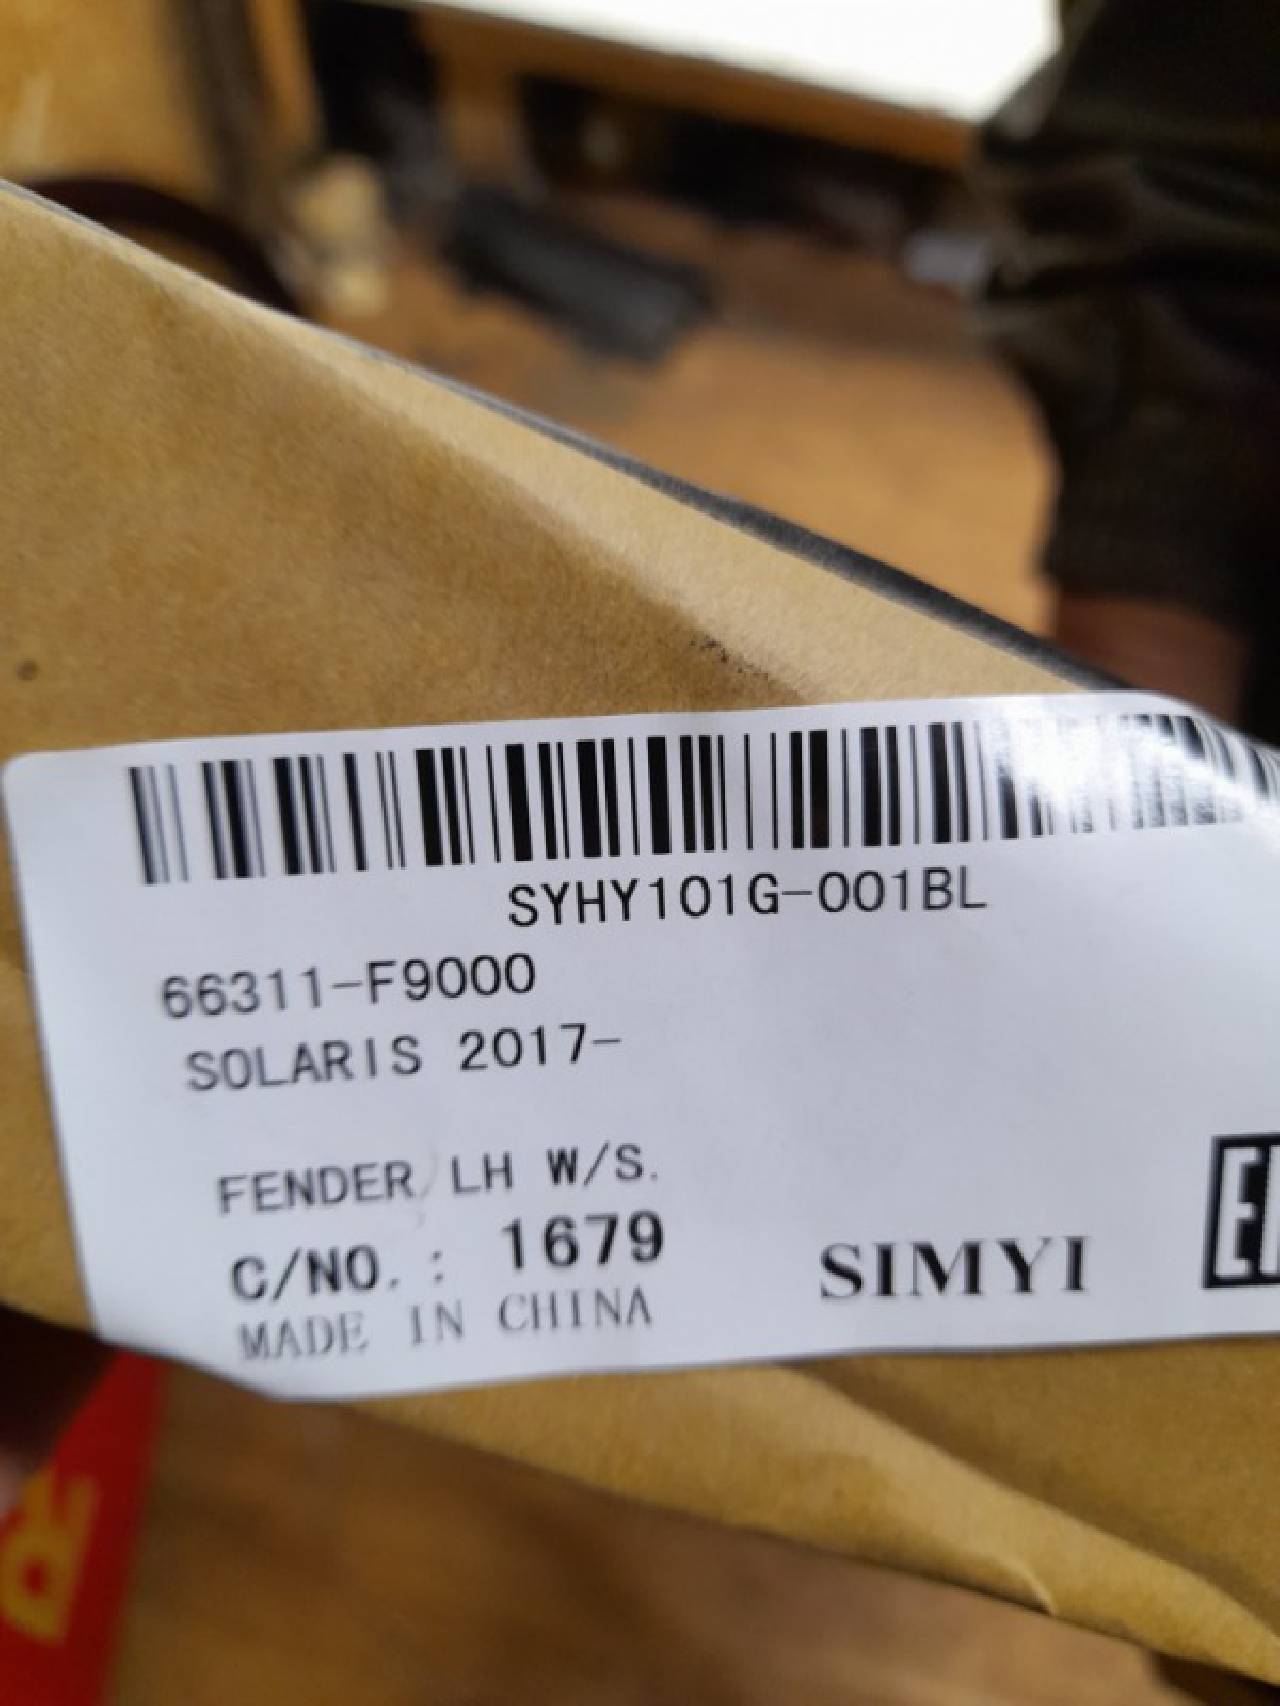 SYHY101G-001BL
66311-F9000
SOLARIS 2017-
FENDER LH W/S.
C/NO.: 1679
SIMYI
MADE IN CHINA
R